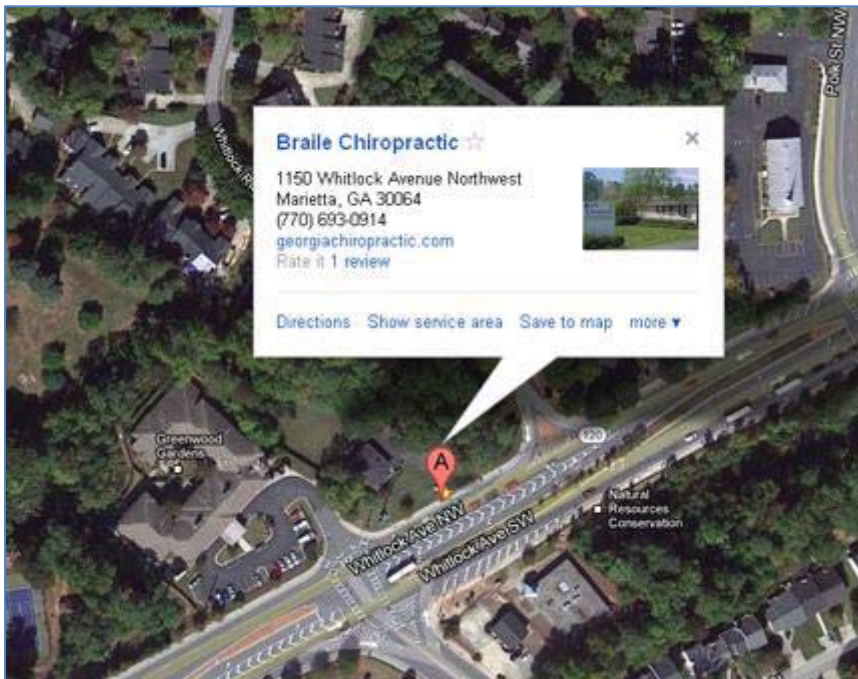 Polk St NW
Whitlock
Braile Chiropractic
1150 Whitlock Avenue Northwest
Marietta, GA 30064
(770) 693-0914
georgiachiropractic.com
Rate it 1 review
Directions Show service area Save to map more ▼
Greenwood
Gardens
A
120
Whitlock Ave NW
Whitlock Ave SW
Natural
Resources
Conservation